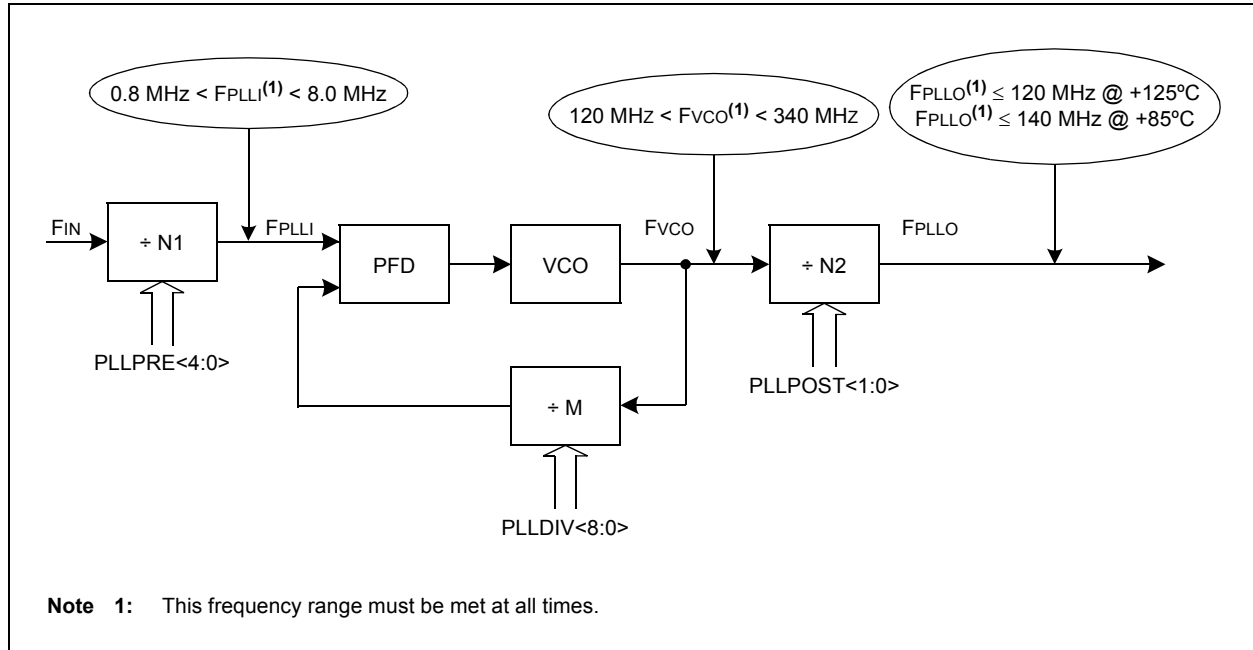 0.8 MHz < FPLLI(1) < 8.0 MHz
120 MHZ < FVCO(1) < 340 MHZ
FPLLO(1) ≤ 120 MHz @ +125ºC
FPLLO(1) ≤ 140 MHz @ +85ºC
FIN
÷ N1
FPLLI
PFD
VCO
FVCO
÷ N2
FPLLO
PLLPRE<4:0>
÷ M
PLLPOST<1:0>
PLLDIV<8:0>
Note 1: This frequency range must be met at all times.